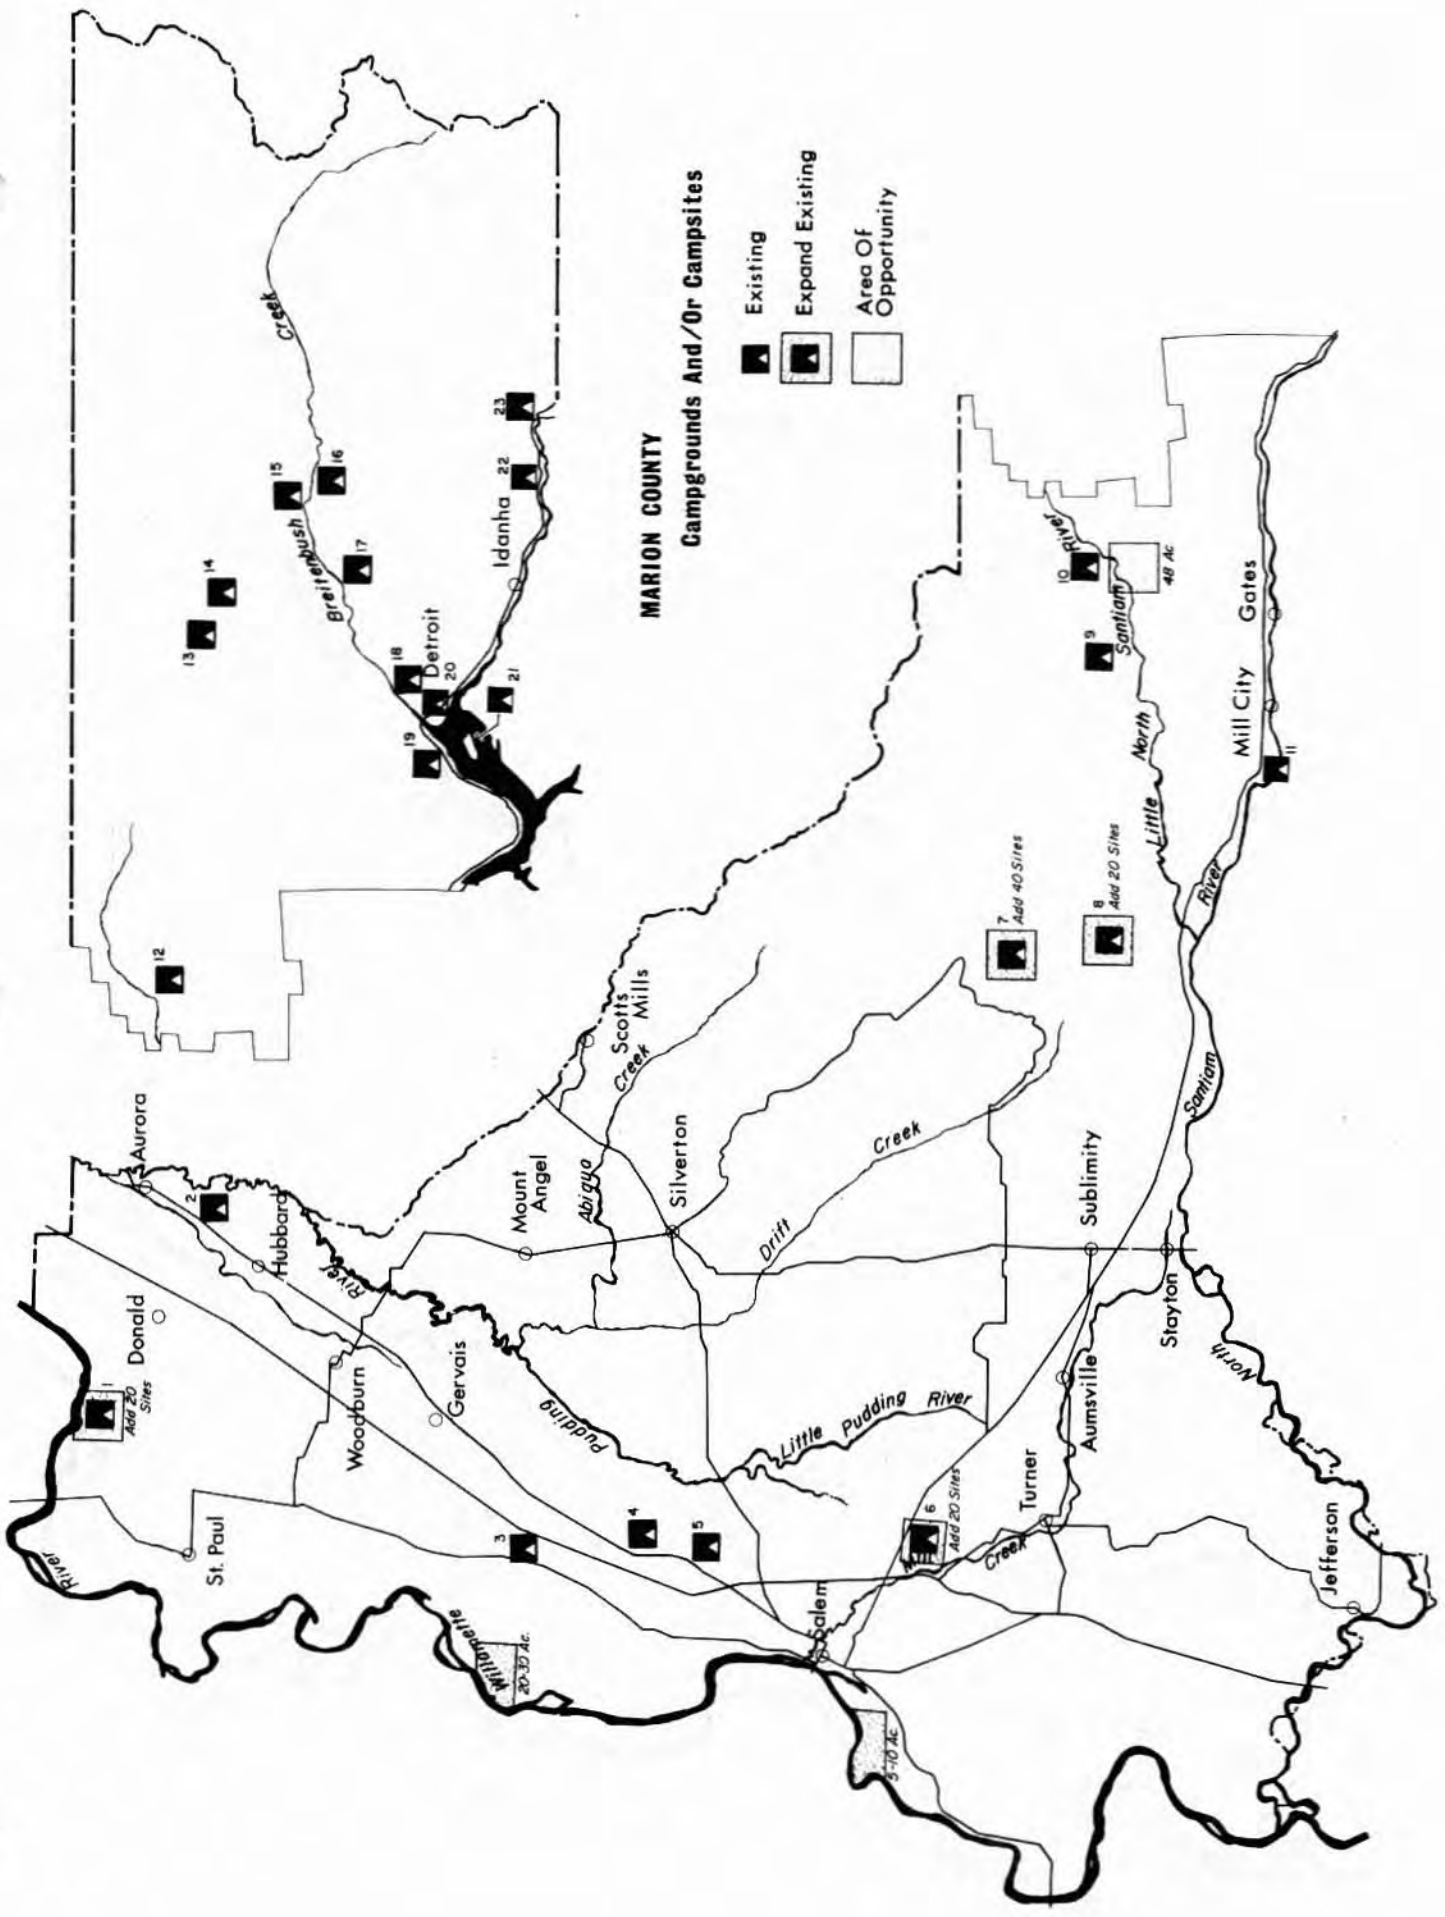 MARION COUNTY
Campgrounds And/Or Campsites
Existing
Expand Existing
Area Of
Opportunity
12
13
14
15
16
17
18
19
20
21
22
23
Breitenbush
Creek
Detroit
Idanha
1
Add 20
Sites
Donald
Aurora
2
Hubbard
River
St. Paul
River
Woodburn
Gervais
Pudding
Mount
Angel
Abiqua
Creek
Scotts
Mills
Silverton
Drift
Creek
3
4
5
Willamette
20-30 Ac.
Salem
5-10 Ac.
Little Pudding River
6
Add 20 Sites
Creek
Turner
Aumsville
Sublimity
Stayton
Jefferson
North
Santiam
River
7
Add 40 Sites
8
Add 20 Sites
Little
North
Santiam
River
9
10
48 Ac.
11
Mill City
Gates